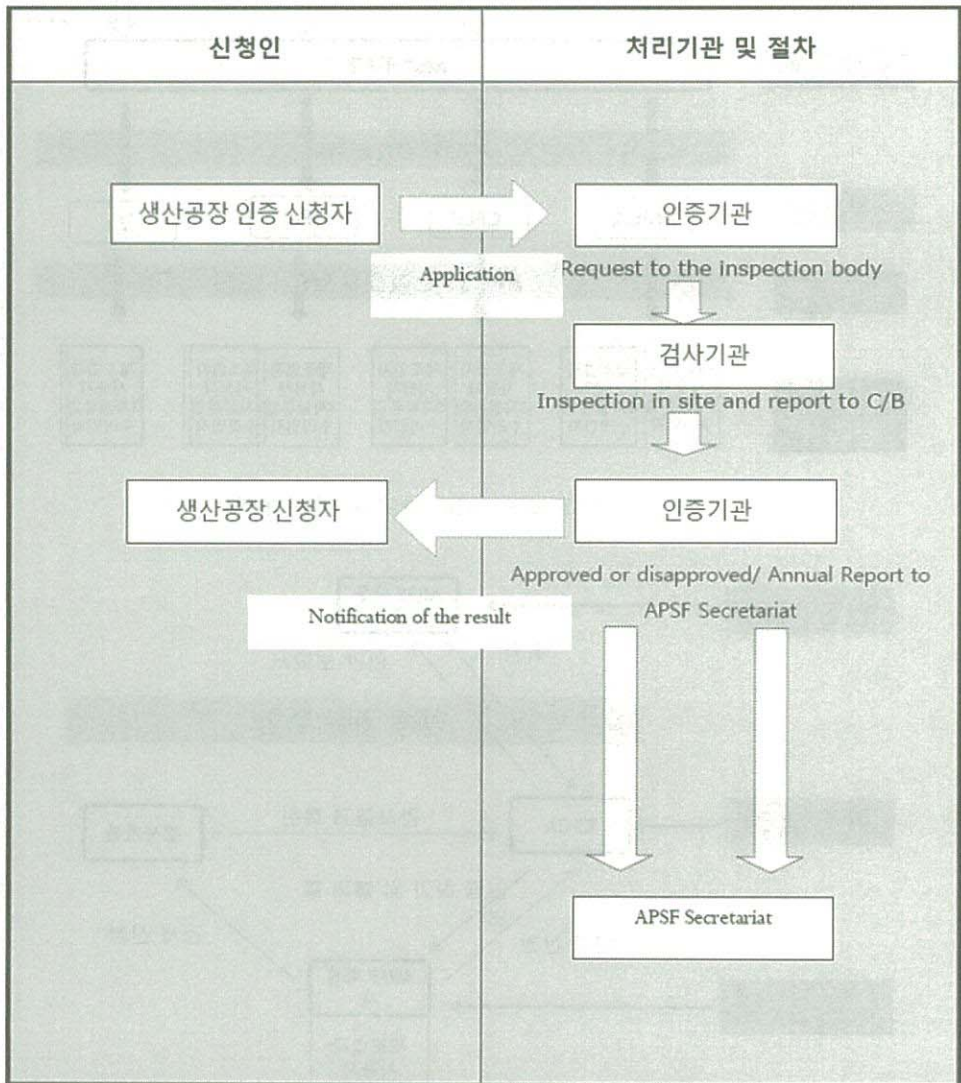 신청인
처리기관 및 절차
생산공장 인증 신청자
인증기관
Application
Request to the inspection body
검사기관
Inspection in site and report to C/B
생산공장 신청자
인증기관
Approved or disapproved/ Annual Report to
APSF Secretariat
Notification of the result
APSF Secretariat